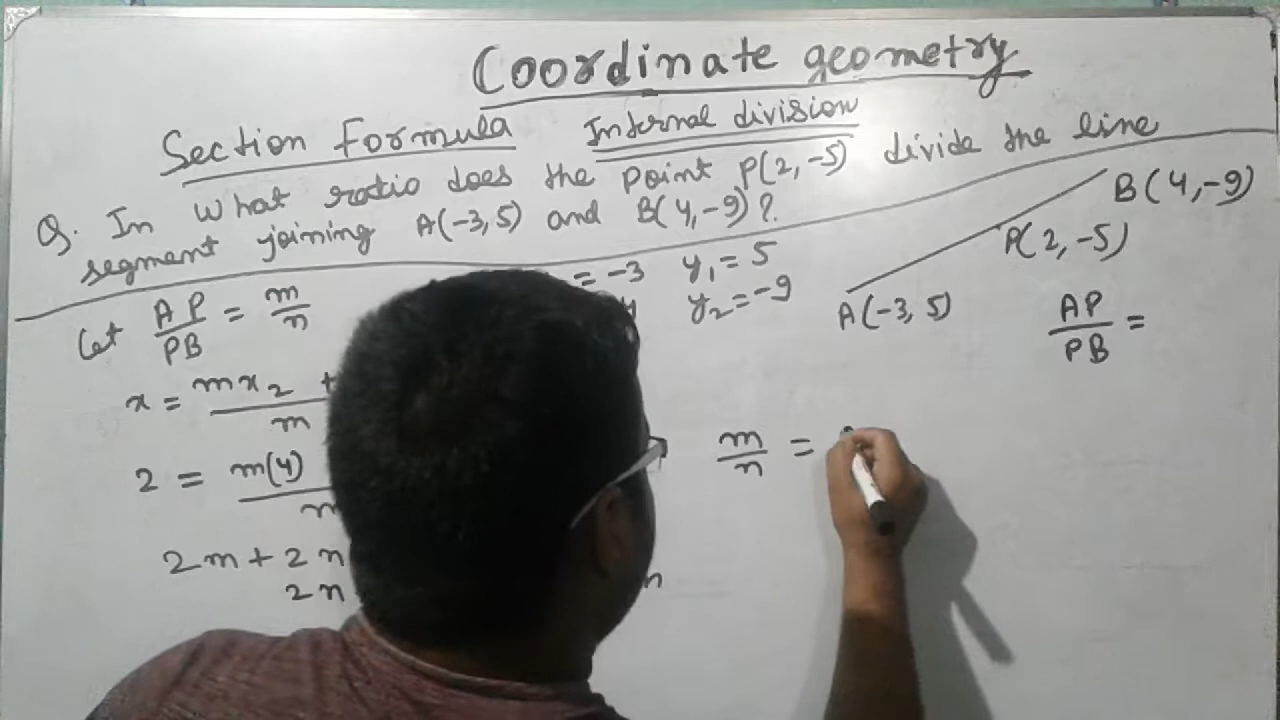 Coordinate geometry
Section Formula Internal division
Q. In What ratio does the point P(2, -5) divide the line
segment joining A(-3, 5) and B(4, -9)?
B(4, -9)
P(2, -5)
A(-3, 5)
AP/PB =
Let AP/PB = m/n
= -3 y₁ = 5
y₂ = -9
x = mx₂ +
m
2 = m(4)
m
2m + 2n
2n
n
m/n =